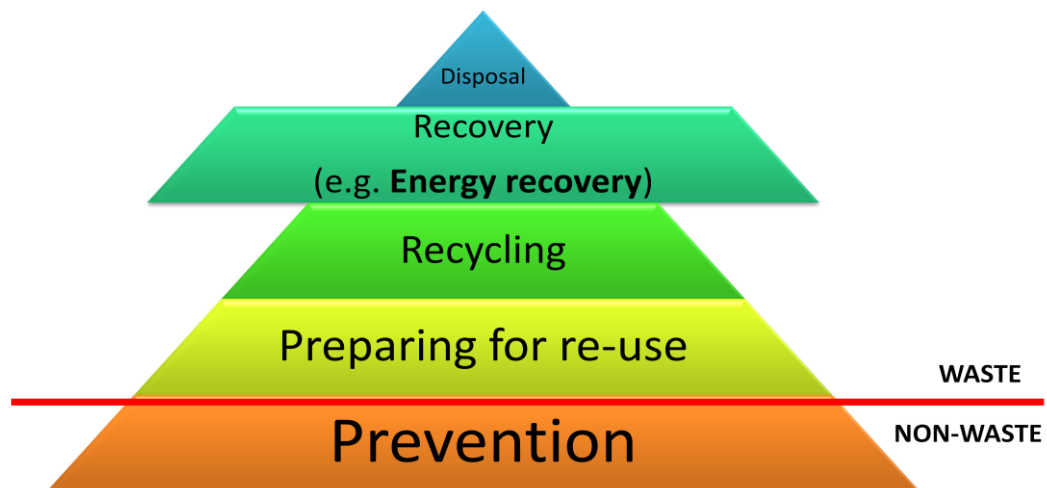 Disposal
Recovery
(e.g. Energy recovery)
Recycling
Preparing for re-use
WASTE
Prevention
NON-WASTE